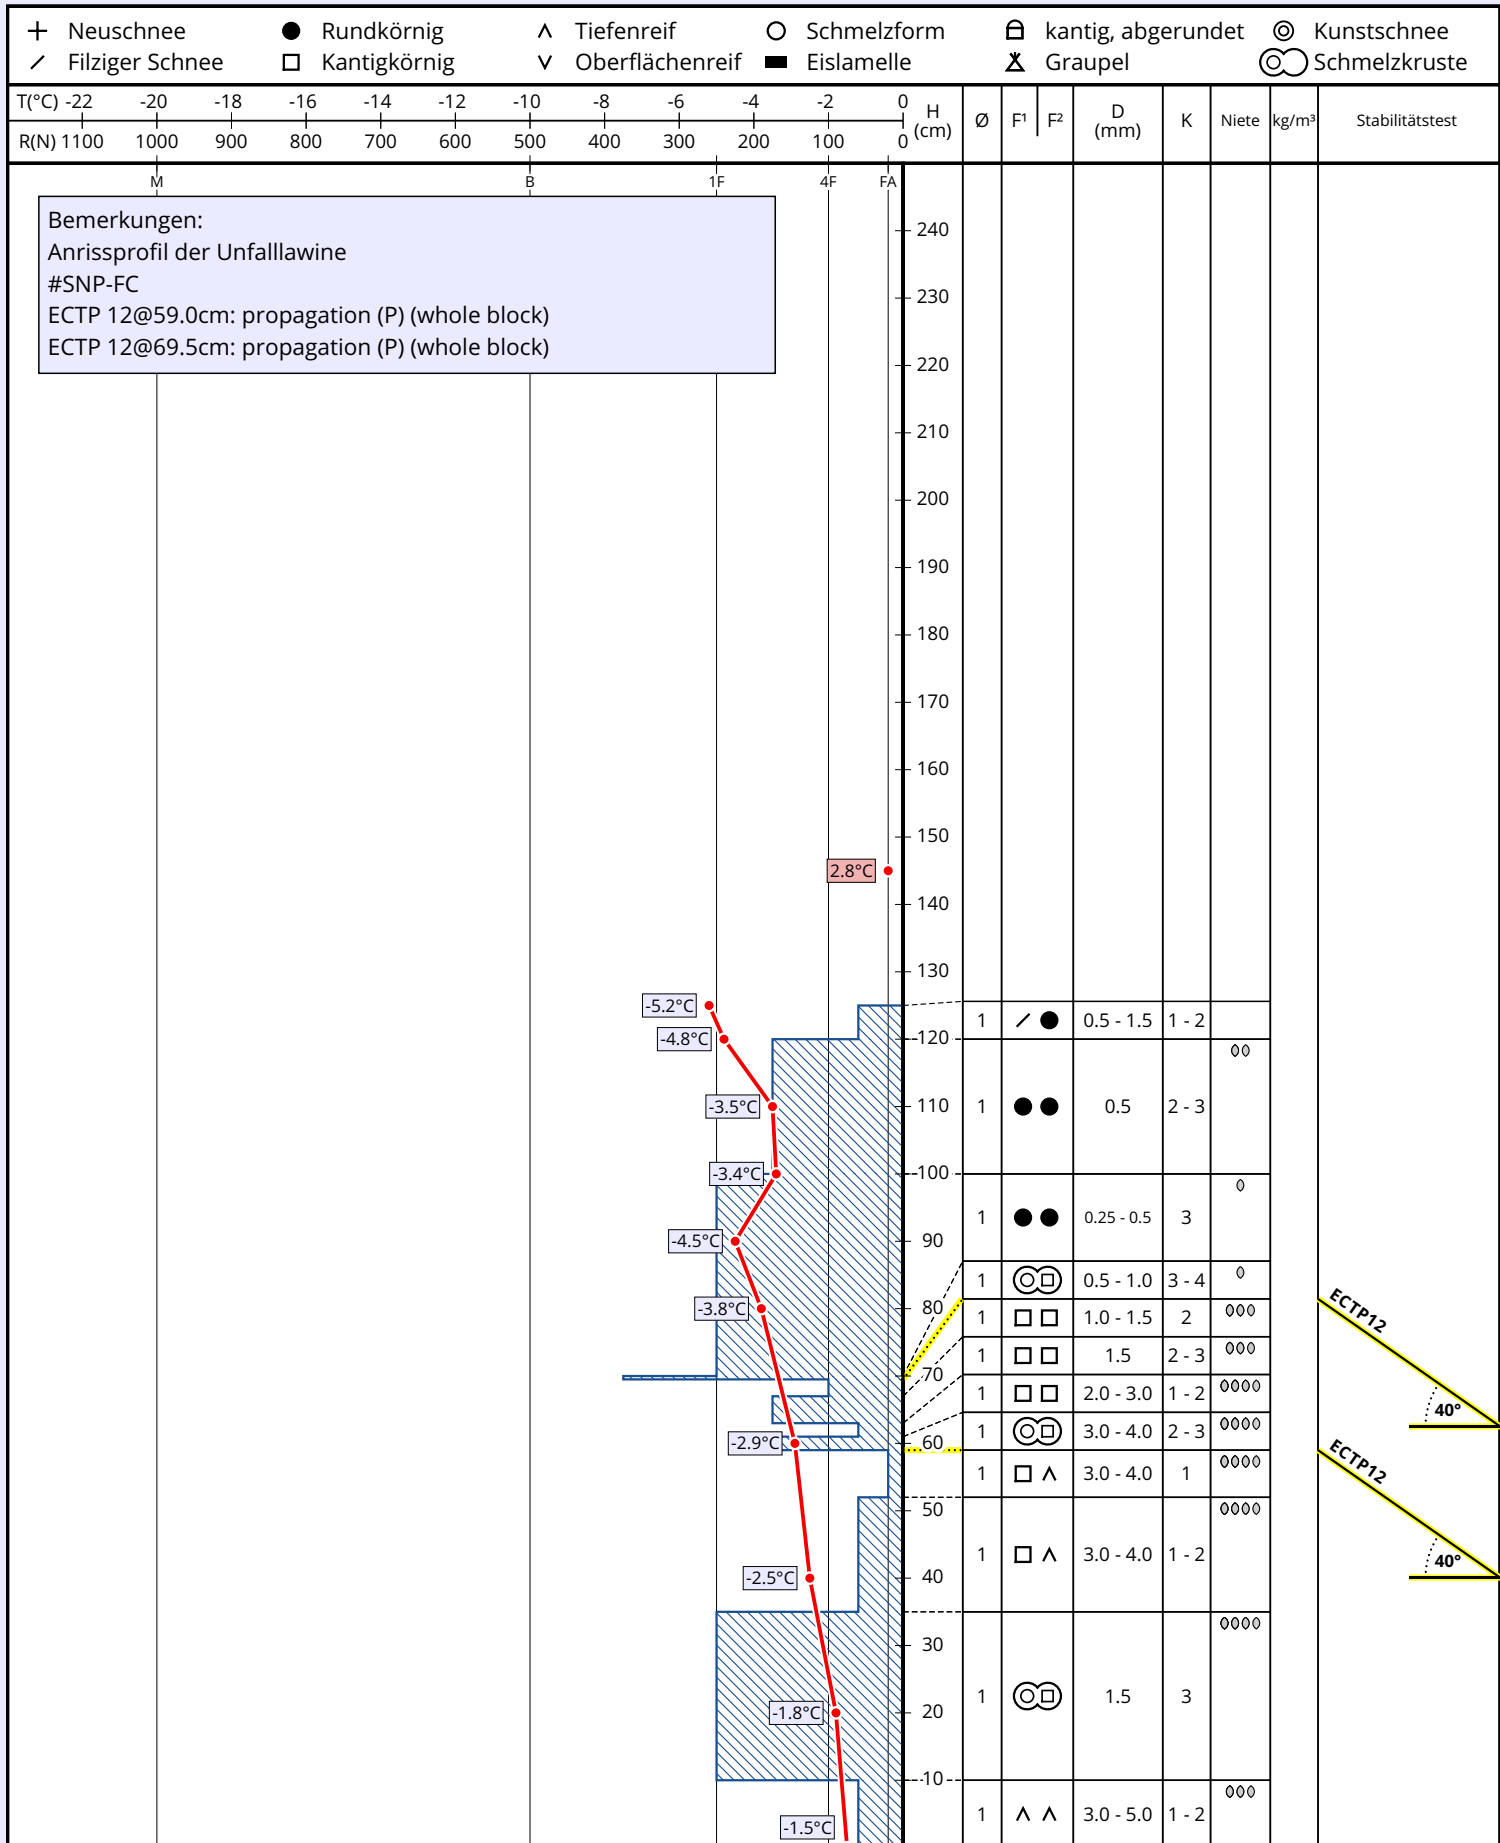 Neuschnee Rundkörnig Tiefenreif Schmelzform kantig, abgerundet Kunstschnee
Filziger Schnee Kantigkörnig Oberflächenreif Eislamelle Graupel Schmelzkruste
T(°C) -22 -20 -18 -16 -14 -12 -10 -8 -6 -4 -2 0
R(N) 1100 1000 900 800 700 600 500 400 300 200 100 0
H (cm) Ø F¹ F² D (mm) K Niete kg/m³ Stabilitätstest
M B 1F 4F FA
Bemerkungen:
Anrissprofil der Unfalllawine
#SNP-FC
ECTP 12@59.0cm: propagation (P) (whole block)
ECTP 12@69.5cm: propagation (P) (whole block)
240
230
220
210
200
190
180
170
160
150
2.8°C
140
130
-5.2°C
1 0.5 - 1.5 1 - 2
-4.8°C 120
-3.5°C 110 1 0.5 2 - 3
-3.4°C 100
1 0.25 - 0.5 3
-4.5°C 90
1 0.5 - 1.0 3 - 4
-3.8°C 80
1 1.0 - 1.5 2 ECTP12
1 1.5 2 - 3
70
1 2.0 - 3.0 1 - 2
40°
1 3.0 - 4.0 2 - 3
-2.9°C 60
1 3.0 - 4.0 1 ECTP12
50
1 3.0 - 4.0 1 - 2 40°
-2.5°C 40
30
1 1.5 3
-1.8°C 20
10
1 3.0 - 5.0 1 - 2
-1.5°C